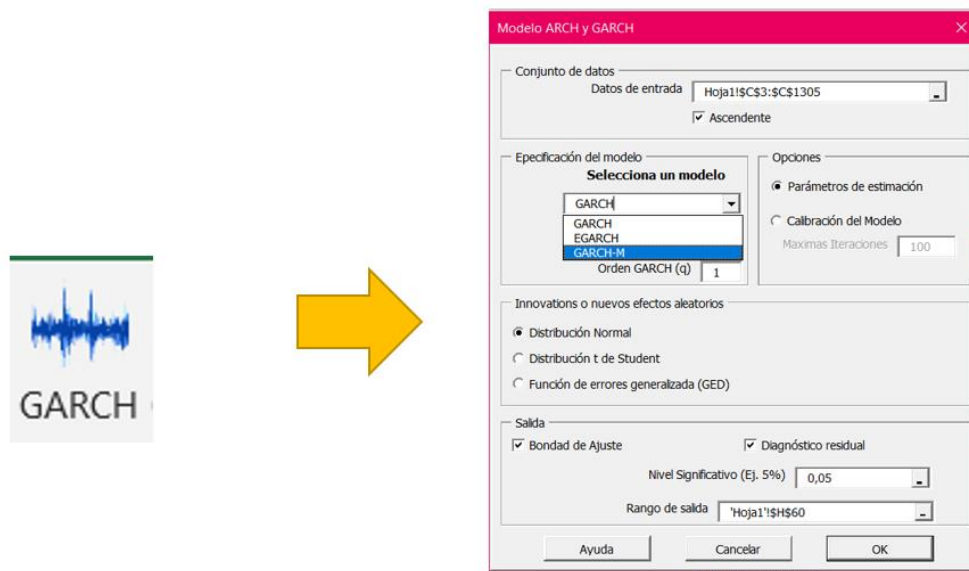 GARCH
Modelo ARCH y GARCH
Conjunto de datos
Datos de entrada Hoja1!$C$3:$C$1305
Ascendente
Epecificación del modelo
Selecciona un modelo
GARCH
GARCH
EGARCH
GARCH-M
Orden GARCH (q) 1
Opciones
Parámetros de estimación
Calibración del Modelo
Maximas Iteraciones 100
Innovations o nuevos efectos aleatorios
Distribución Normal
Distribución t de Student
Función de errores generalizada (GED)
Salida
Bondad de Ajuste Diagnóstico residual
Nivel Significativo (Ej. 5%) 0,05
Rango de salida 'Hoja1'!$H$60
Ayuda Cancelar OK